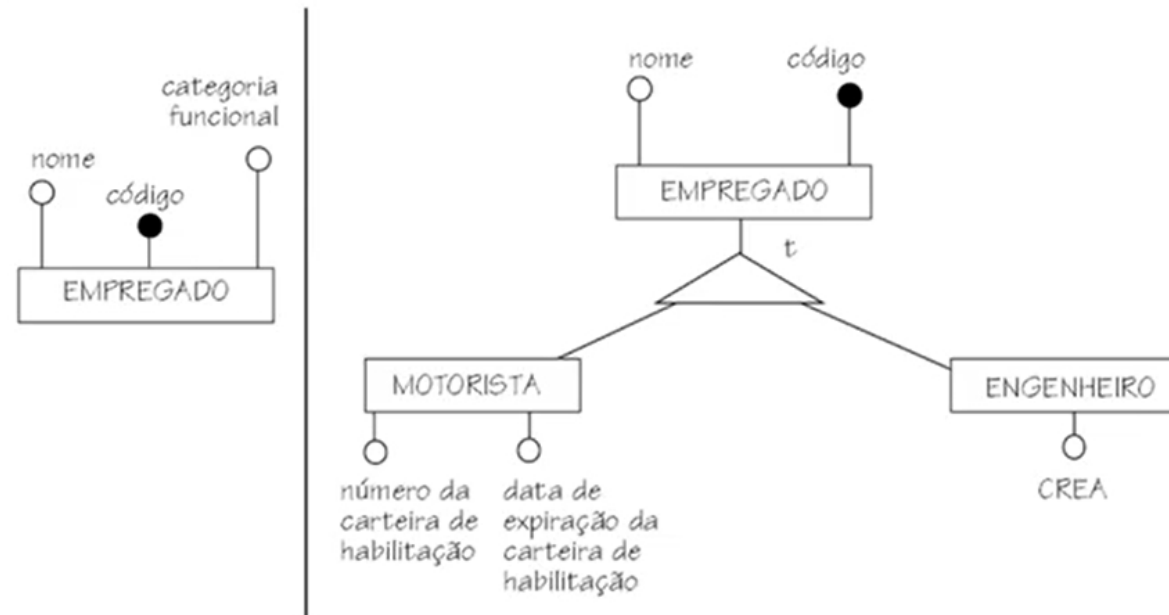 categoria
funcional
nome
código
EMPREGADO
nome
código
EMPREGADO
t
MOTORISTA
ENGENHEIRO
número da
carteira de
habilitação
data de
expiração da
carteira de
habilitação
CREA